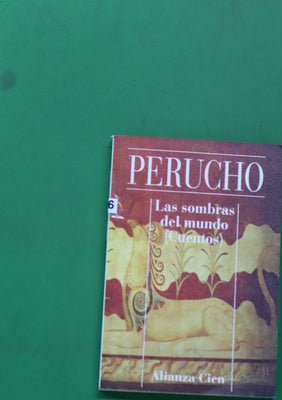 PERUCHO
6
Las sombras
del mundo
(Cuentos)
Alianza Cien